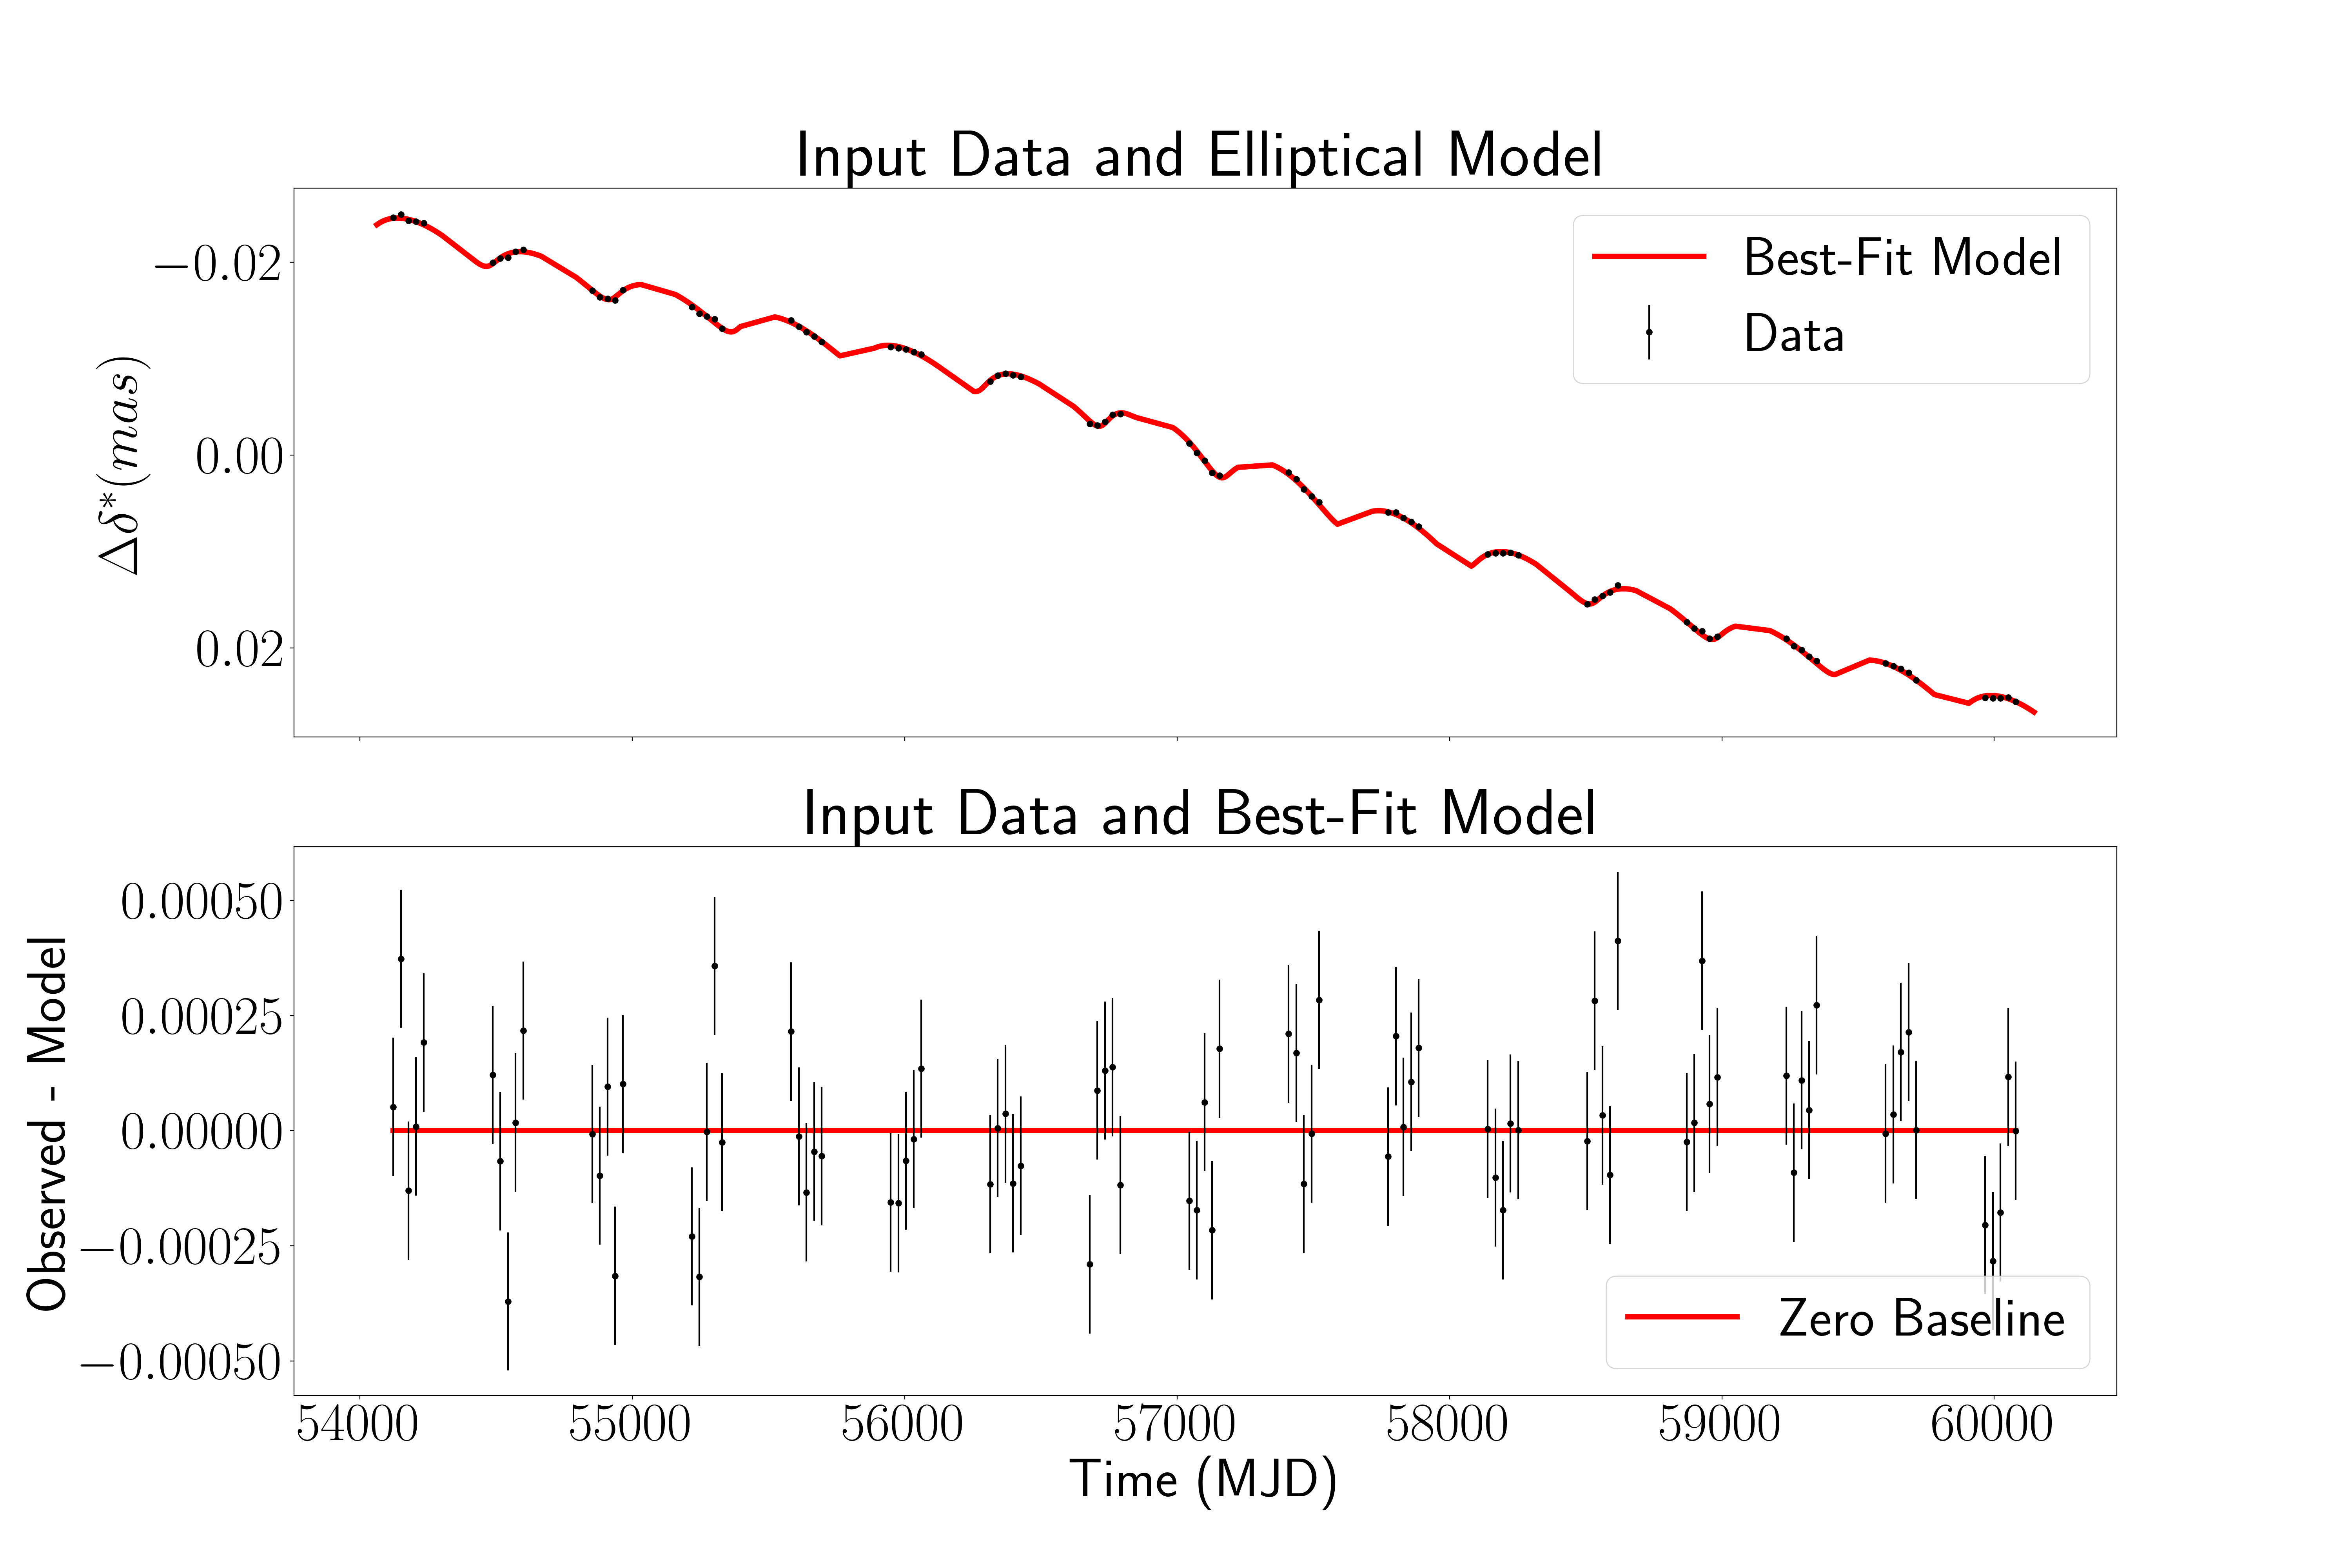 Input Data and Elliptical Model
Δδ*(mas)
−0.02
0.00
0.02
Best-Fit Model
Data
Input Data and Best-Fit Model
Observed - Model
0.00050
0.00025
0.00000
−0.00025
−0.00050
Zero Baseline
54000 55000 56000 57000 58000 59000 60000
Time (MJD)